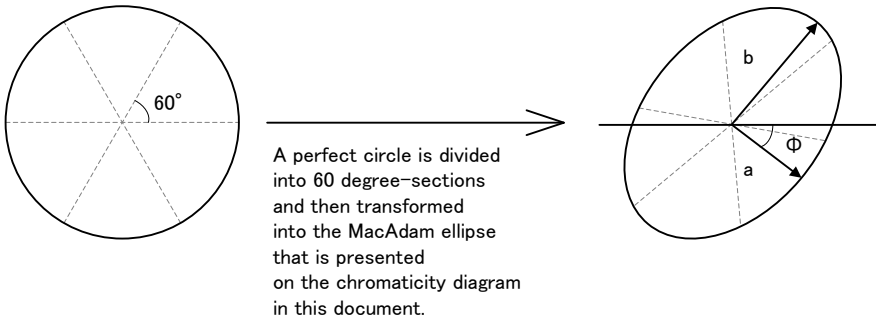 60°
b
Φ
a
A perfect circle is divided
into 60 degree-sections
and then transformed
into the MacAdam ellipse
that is presented
on the chromaticity diagram
in this document.